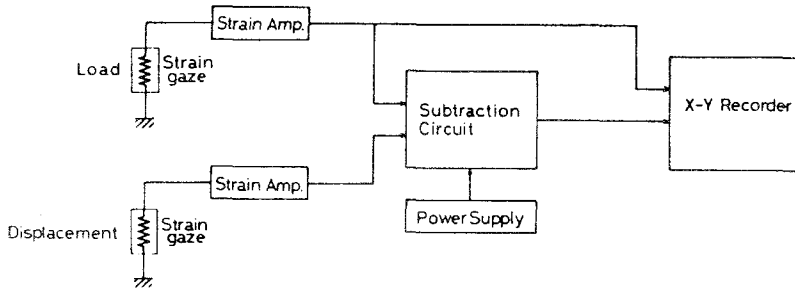 Strain Amp.
Load
Strain
gaze
Subtraction
Circuit
X-Y Recorder
Strain Amp.
Displacement
Strain
gaze
Power Supply